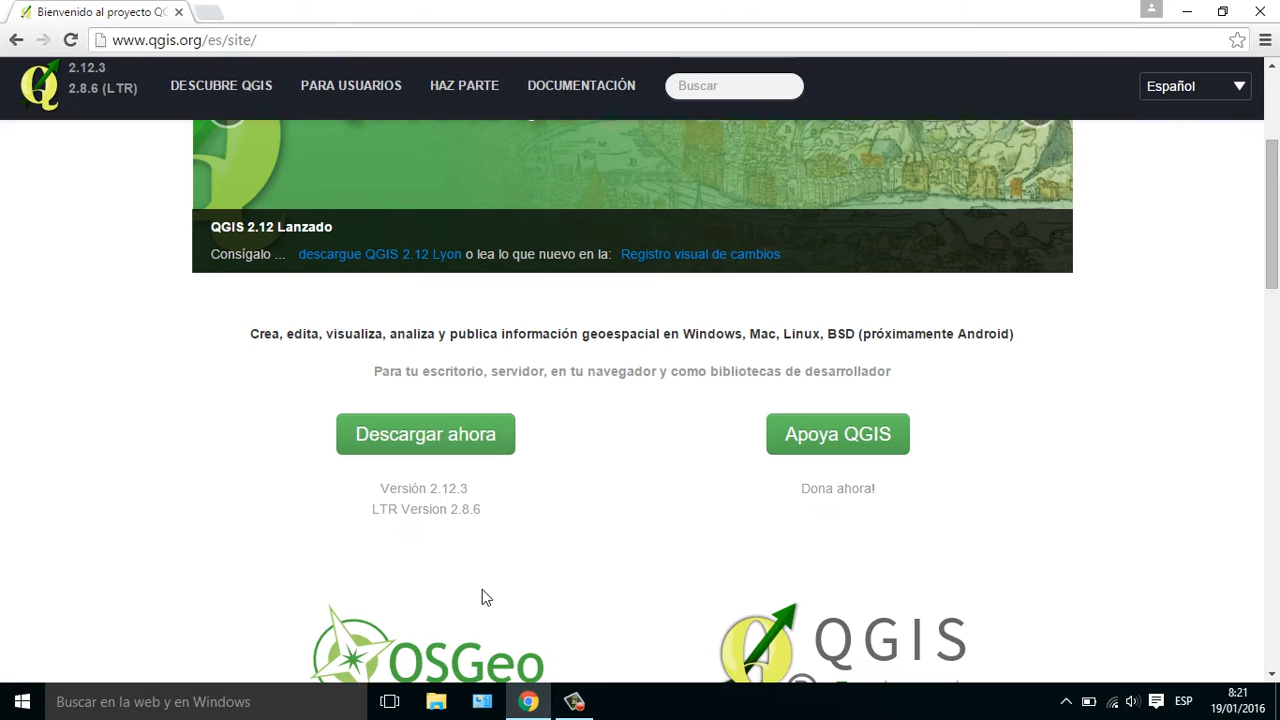 Bienvenido al proyecto QG
www.qgis.org/es/site/
2.12.3
2.8.6 (LTR)
DESCUBRE QGIS
PARA USUARIOS
HAZ PARTE
DOCUMENTACIÓN
Buscar
Español
QGIS 2.12 Lanzado
Consígalo ... descargue QGIS 2.12 Lyon o lea lo que nuevo en la: Registro visual de cambios
Crea, edita, visualiza, analiza y publica información geoespacial en Windows, Mac, Linux, BSD (próximamente Android)
Para tu escritorio, servidor, en tu navegador y como bibliotecas de desarrollador
Descargar ahora
Apoya QGIS
Versión 2.12.3
Dona ahora!
LTR Version 2.8.6
OSGeo
QGIS
Buscar en la web y en Windows
ESP
8:21
19/01/2016